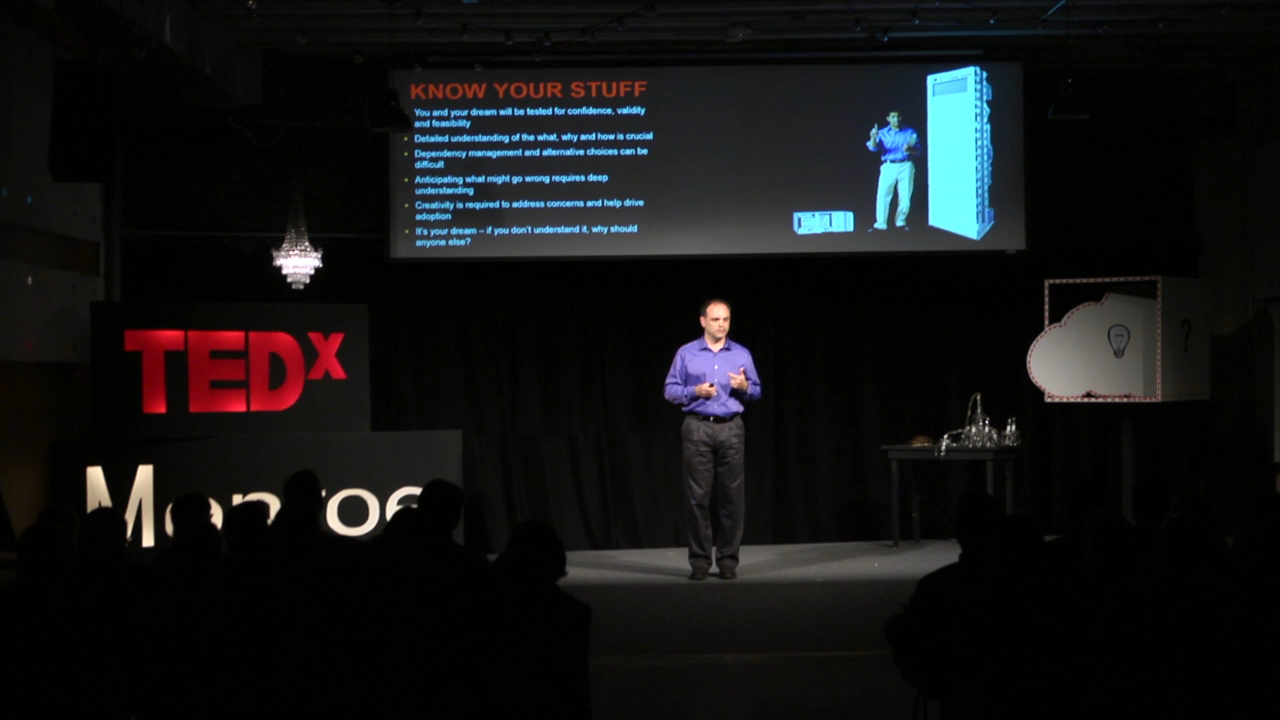 KNOW YOUR STUFF
You and your dream will be tested for confidence, validity
and feasibility
• Detailed understanding of the what, why and how is crucial
• Dependency management and alternative choices can be
difficult
• Anticipating what might go wrong requires deep
understanding
• Creativity is required to address concerns and help drive
adoption
• It's your dream – if you don't understand it, why should
anyone else?
TEDx
Monroe
?